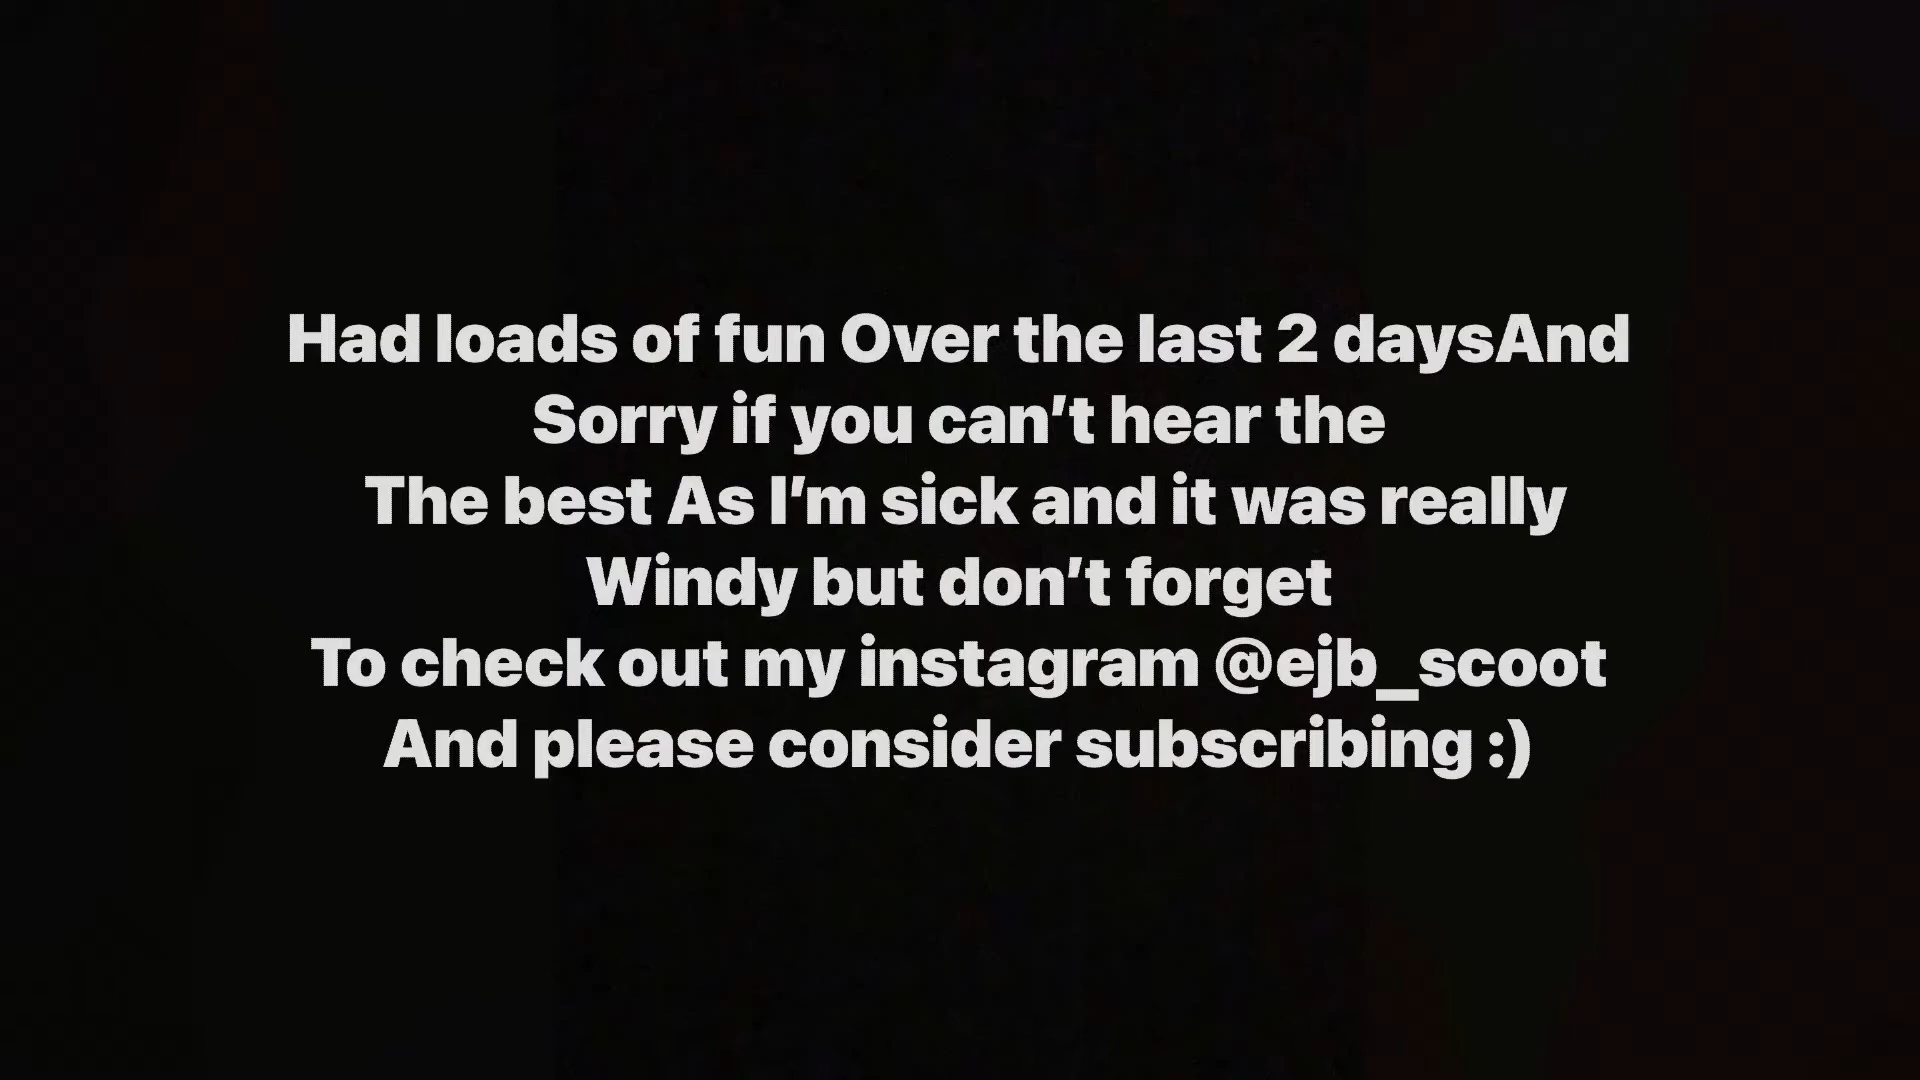 Had loads of fun Over the last 2 daysAnd
Sorry if you can’t hear the
The best As I’m sick and it was really
Windy but don’t forget
To check out my instagram @ejb_scoot
And please consider subscribing :)